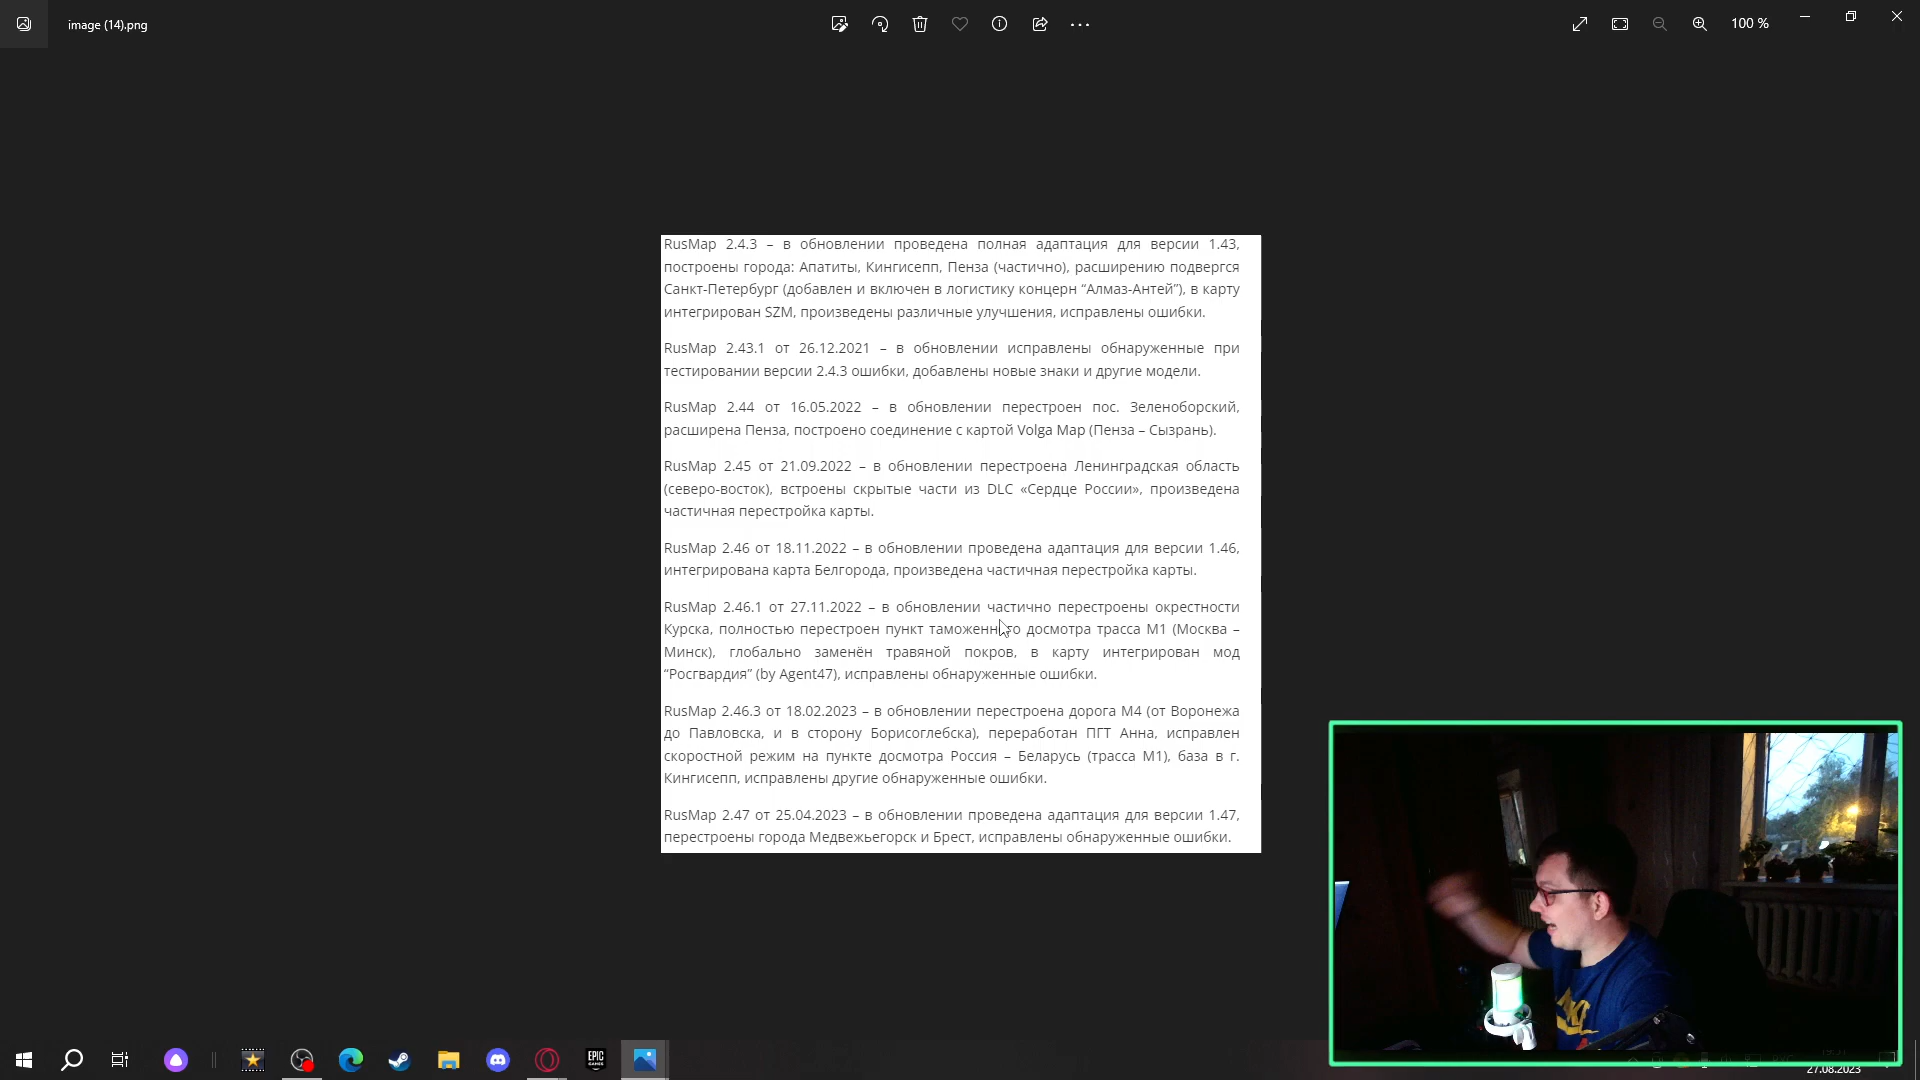 image (14).png
100 %
RusMap 2.4.3 – в обновлении проведена полная адаптация для версии 1.43,
построены города: Апатиты, Кингисепп, Пенза (частично), расширению подвергся
Санкт-Петербург (добавлен и включен в логистику концерн “Алмаз-Антей”), в карту
интегрирован SZM, произведены различные улучшения, исправлены ошибки.
RusMap 2.43.1 от 26.12.2021 – в обновлении исправлены обнаруженные при
тестировании версии 2.4.3 ошибки, добавлены новые знаки и другие модели.
RusMap 2.44 от 16.05.2022 – в обновлении перестроен пос. Зеленоборский,
расширена Пенза, построено соединение с картой Volga Map (Пенза – Сызрань).
RusMap 2.45 от 21.09.2022 – в обновлении перестроена Ленинградская область
(северо-восток), встроены скрытые части из DLC «Сердце России», произведена
частичная перестройка карты.
RusMap 2.46 от 18.11.2022 – в обновлении проведена адаптация для версии 1.46,
интегрирована карта Белгорода, произведена частичная перестройка карты.
RusMap 2.46.1 от 27.11.2022 – в обновлении частично перестроены окрестности
Курска, полностью перестроен пункт таможенного досмотра трасса М1 (Москва –
Минск), глобально заменён травяной покров, в карту интегрирован мод
“Росгвардия” (by Agent47), исправлены обнаруженные ошибки.
RusMap 2.46.3 от 18.02.2023 – в обновлении перестроена дорога М4 (от Воронежа
до Павловска, и в сторону Борисоглебска), переработан ПГТ Анна, исправлен
скоростной режим на пункте досмотра Россия – Беларусь (трасса М1), база в г.
Кингисепп, исправлены другие обнаруженные ошибки.
RusMap 2.47 от 25.04.2023 – в обновлении проведена адаптация для версии 1.47,
перестроены города Медвежьегорск и Брест, исправлены обнаруженные ошибки.
EPIC
GAMES
27.08.2023